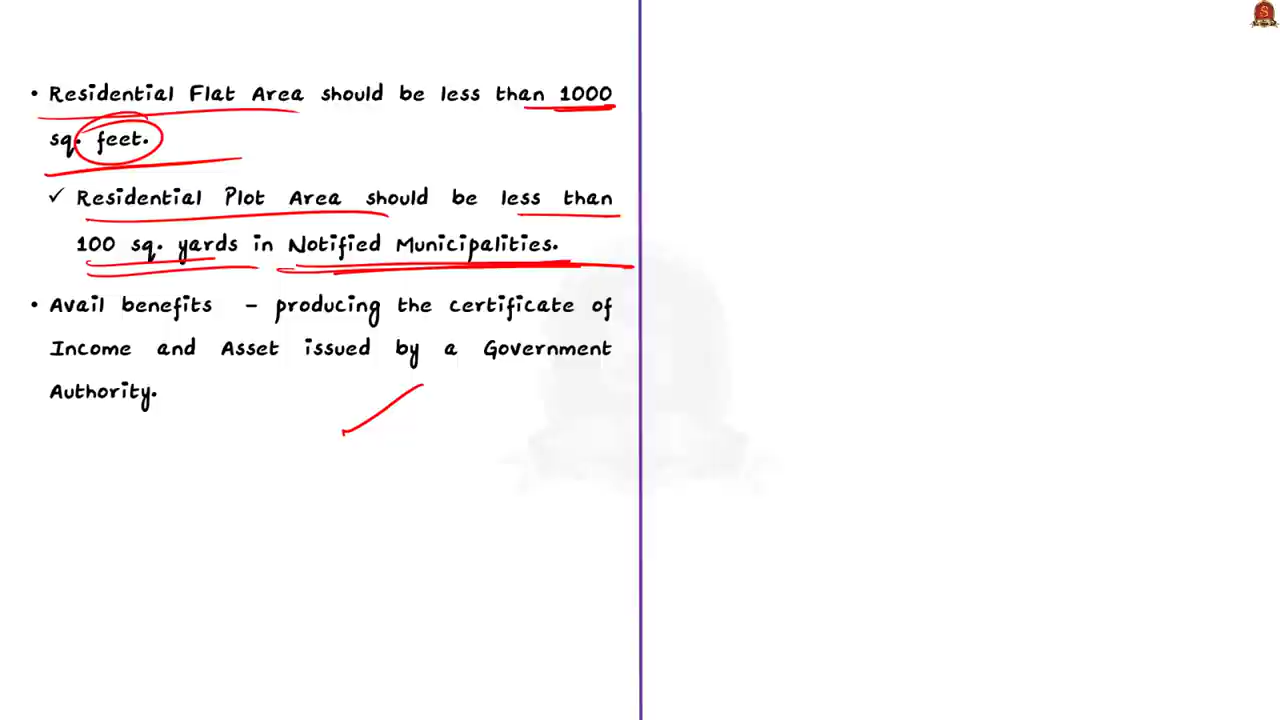 • Residential Flat Area should be less than 1000
sq. feet.
✓ Residential Plot Area should be less than
100 sq. yards in Notified Municipalities.
• Avail benefits - producing the certificate of
Income and Asset issued by a Government
Authority.